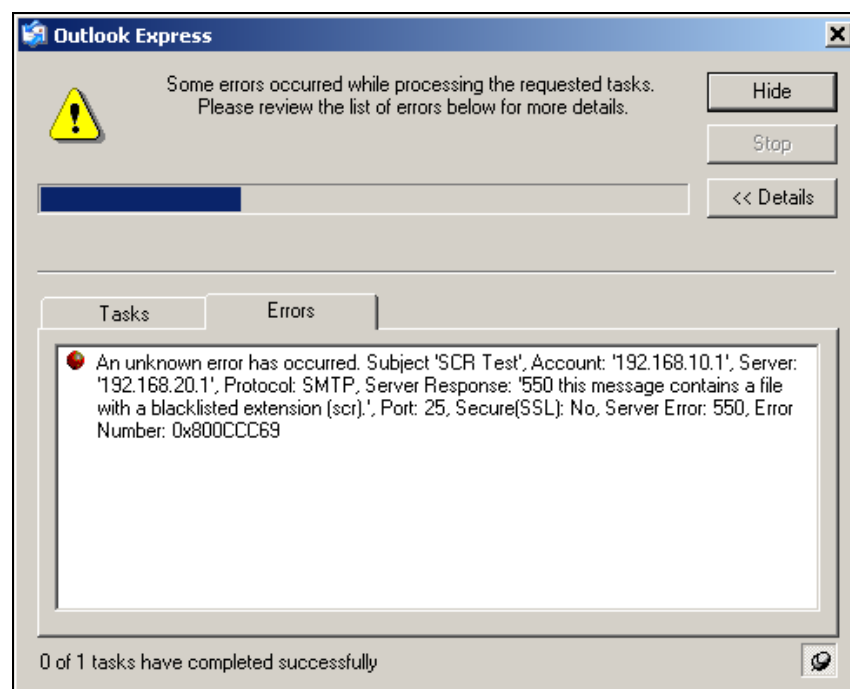 Outlook Express
Some errors occurred while processing the requested tasks.
Please review the list of errors below for more details.
Hide
Stop
<< Details
Tasks
Errors
An unknown error has occurred. Subject 'SCR Test', Account: '192.168.10.1', Server:
'192.168.20.1', Protocol: SMTP, Server Response: '550 this message contains a file
with a blacklisted extension (scr).', Port: 25, Secure(SSL): No, Server Error: 550, Error
Number: 0x800CCC69
0 of 1 tasks have completed successfully